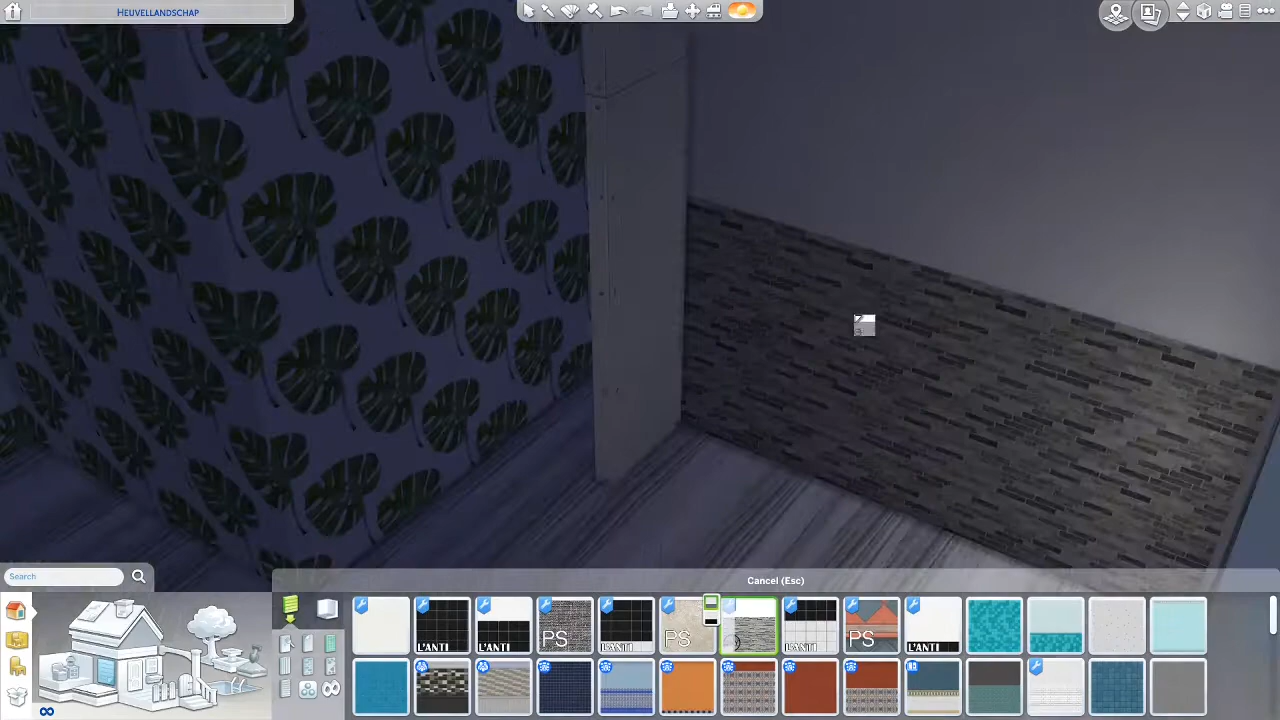 Heuvellandschap
Cancel (Esc)
Search
L'ANTI
L'ANTI
PS
L'ANTI
PS
L'ANTI
PS
L'ANTI